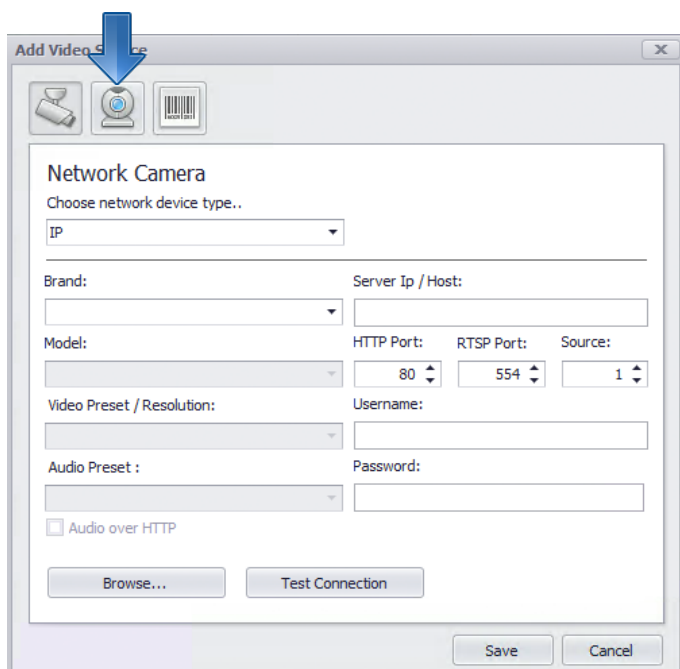 Add Video S ce
Network Camera
Choose network device type..
IP
Brand:
Server Ip / Host:
Model:
HTTP Port:
RTSP Port:
Source:
80
554
1
Video Preset / Resolution:
Username:
Audio Preset :
Password:
Audio over HTTP
Browse...
Test Connection
Save
Cancel